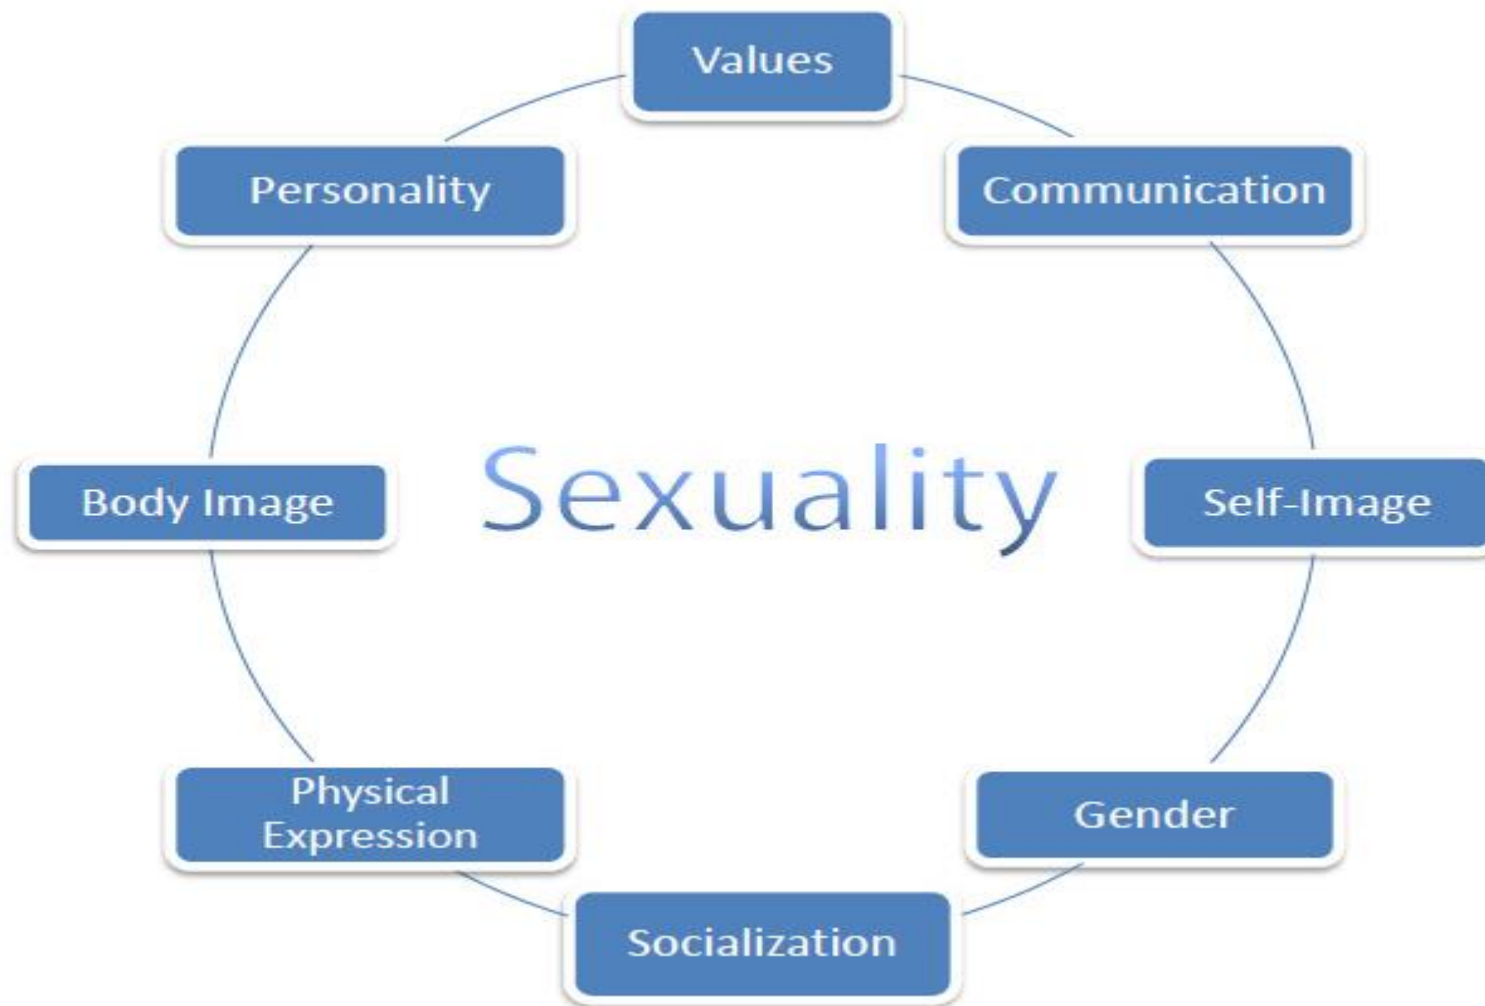 Values
Personality
Communication
Body Image
Sexuality
Self-Image
Physical
Expression
Gender
Socialization